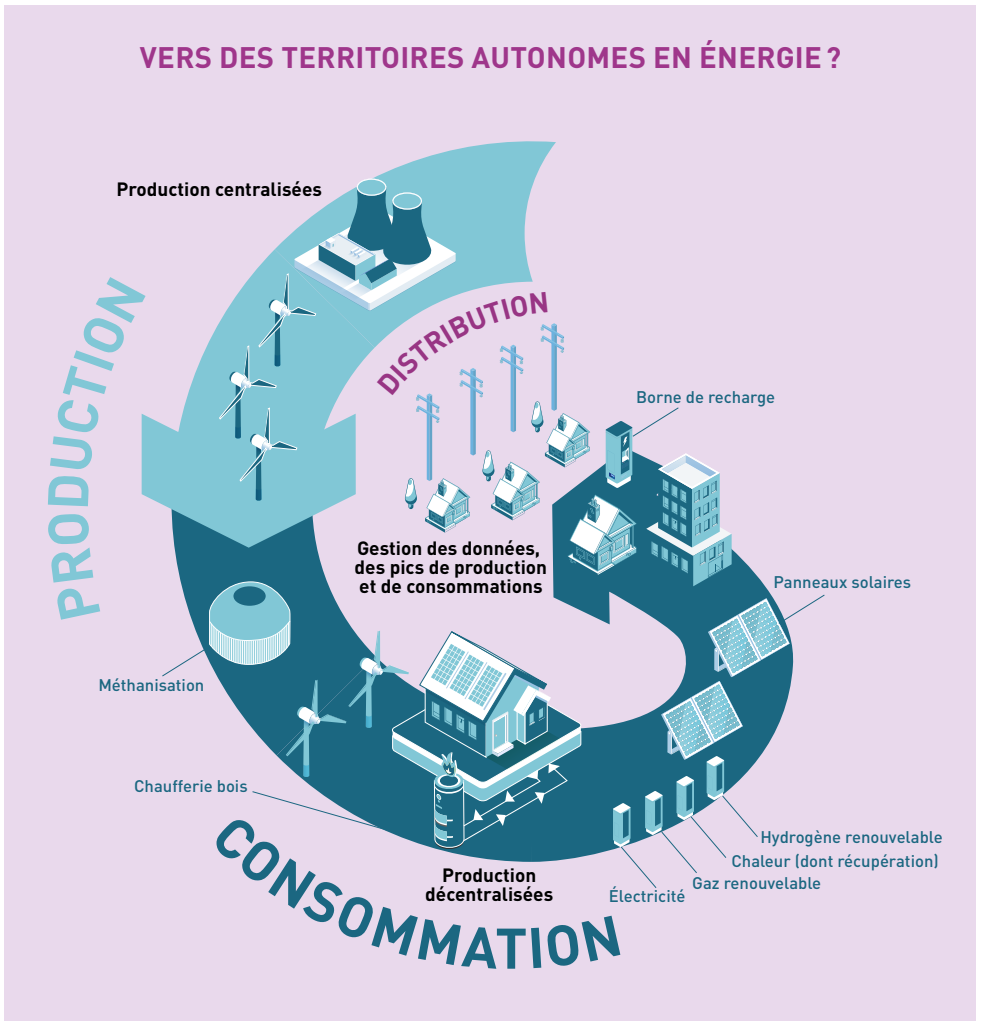 VERS DES TERRITOIRES AUTONOMES EN ÉNERGIE ?
Production centralisées
PRODUCTION
DISTRIBUTION
Borne de recharge
Gestion des données,
des pics de production
et de consommations
Panneaux solaires
Méthanisation
Chaufferie bois
Hydrogène renouvelable
Chaleur (dont récupération)
Gaz renouvelable
Électricité
Production
décentralisées
CONSOMMATION